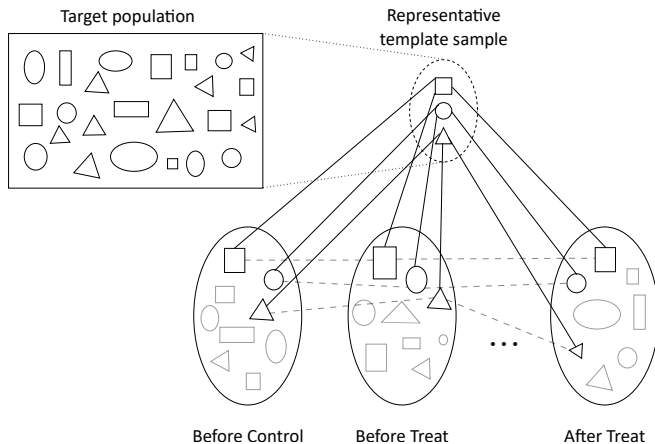 Target population
Representative
template sample
...
Before Control
Before Treat
After Treat